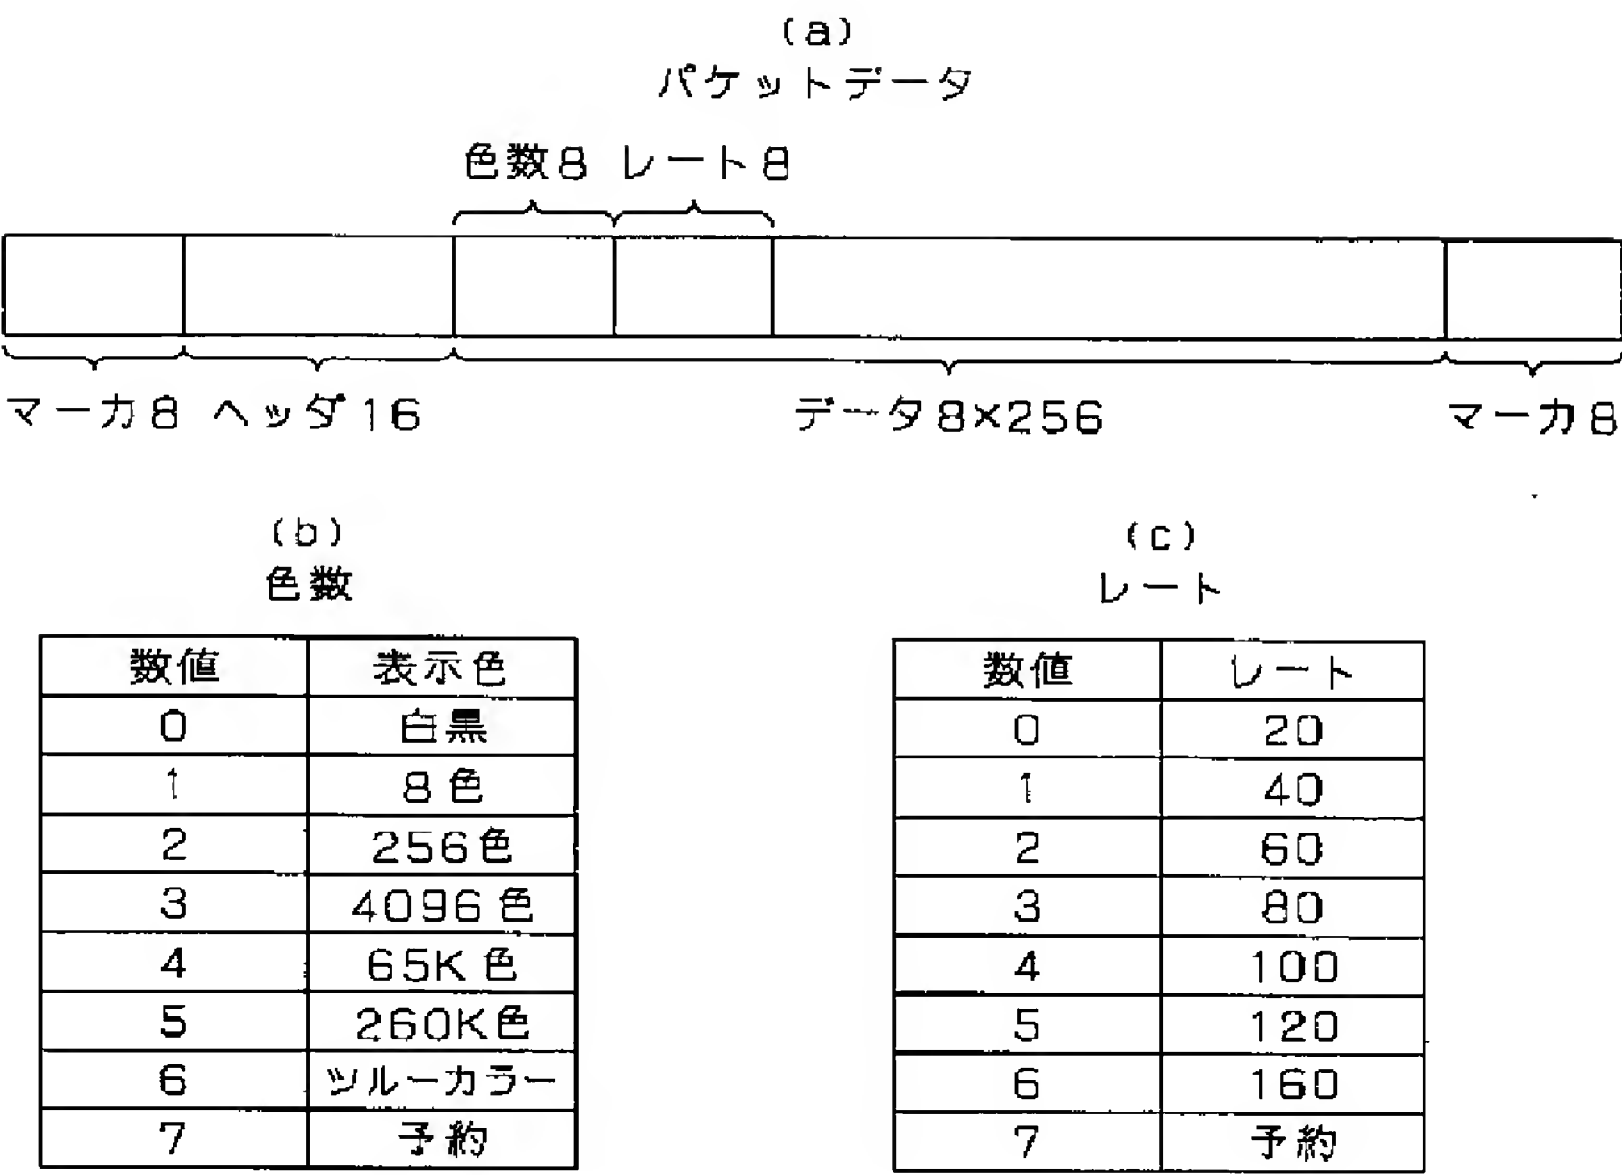 (a)
パケットデータ
色数8 レート8
マーカ8 ヘッダ16 データ8×256 マーカ8
(b)
色数
数値 表示色
0 白黒
1 8色
2 256色
3 4096色
4 65K色
5 260K色
6 ツルーカラー
7 予約
(c)
レート
数値 レート
0 20
1 40
2 60
3 80
4 100
5 120
6 160
7 予約